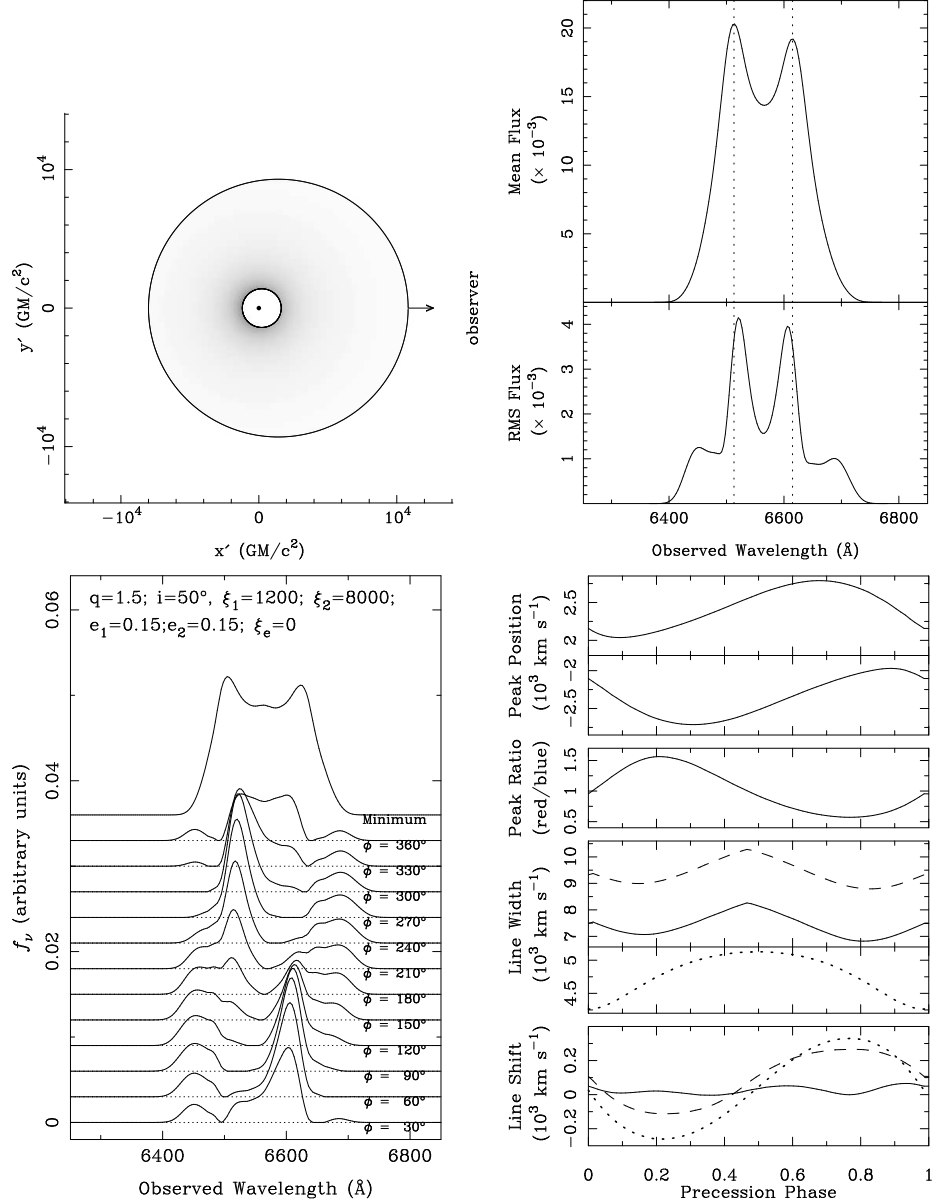 y′ (GM/c²)
10⁴
0
−10⁴
−10⁴
0
10⁴
x′ (GM/c²)
observer
Mean Flux
(× 10⁻³)
20
15
10
5
RMS Flux
(× 10⁻³)
4
3
2
1
6400
6600
6800
Observed Wavelength (Å)
q=1.5; i=50°, ξ₁=1200; ξ₂=8000;
e₁=0.15;e₂=0.15; ξₑ=0
fᵥ (arbitrary units)
0.06
0.04
0.02
0
Minimum
ϕ = 360°
ϕ = 330°
ϕ = 300°
ϕ = 270°
ϕ = 240°
ϕ = 210°
ϕ = 180°
ϕ = 150°
ϕ = 120°
ϕ = 90°
ϕ = 60°
ϕ = 30°
6400
6600
6800
Observed Wavelength (Å)
Peak Position
(10³ km s⁻¹)
2.5
2
−2
−2.5
Peak Ratio
(red/blue)
1.5
1
0.5
Line Width
(10³ km s⁻¹)
10
9
8
7
5
4.5
Line Shift
(10³ km s⁻¹)
0.2
0
−0.2
0
0.2
0.4
0.6
0.8
1
Precession Phase